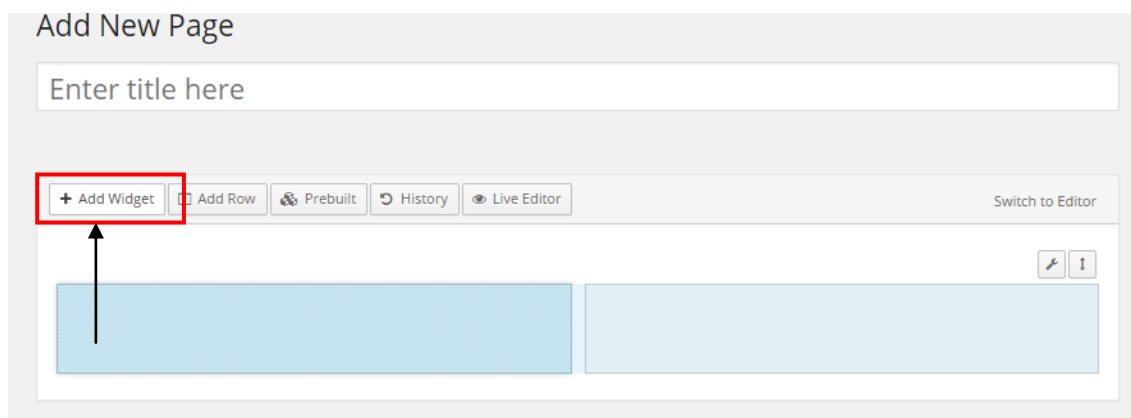 Add New Page
Enter title here
Add Widget Add Row Prebuilt History Live Editor Switch to Editor